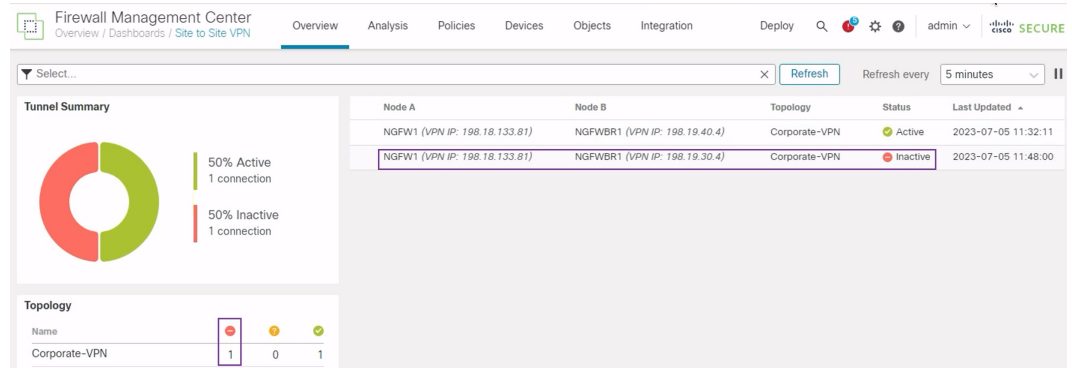 Firewall Management Center
Overview / Dashboards / Site to Site VPN
Overview Analysis Policies Devices Objects Integration Deploy 5 admin cisco SECURE
Select... Refresh Refresh every 5 minutes
Tunnel Summary
50% Active
1 connection
50% Inactive
1 connection
Node A Node B Topology Status Last Updated
NGFW1 (VPN IP: 198.18.133.81) NGFWBR1 (VPN IP: 198.19.40.4) Corporate-VPN Active 2023-07-05 11:32:11
NGFW1 (VPN IP: 198.18.133.81) NGFWBR1 (VPN IP: 198.19.30.4) Corporate-VPN Inactive 2023-07-05 11:48:00
Topology
Name
Corporate-VPN 1 0 1